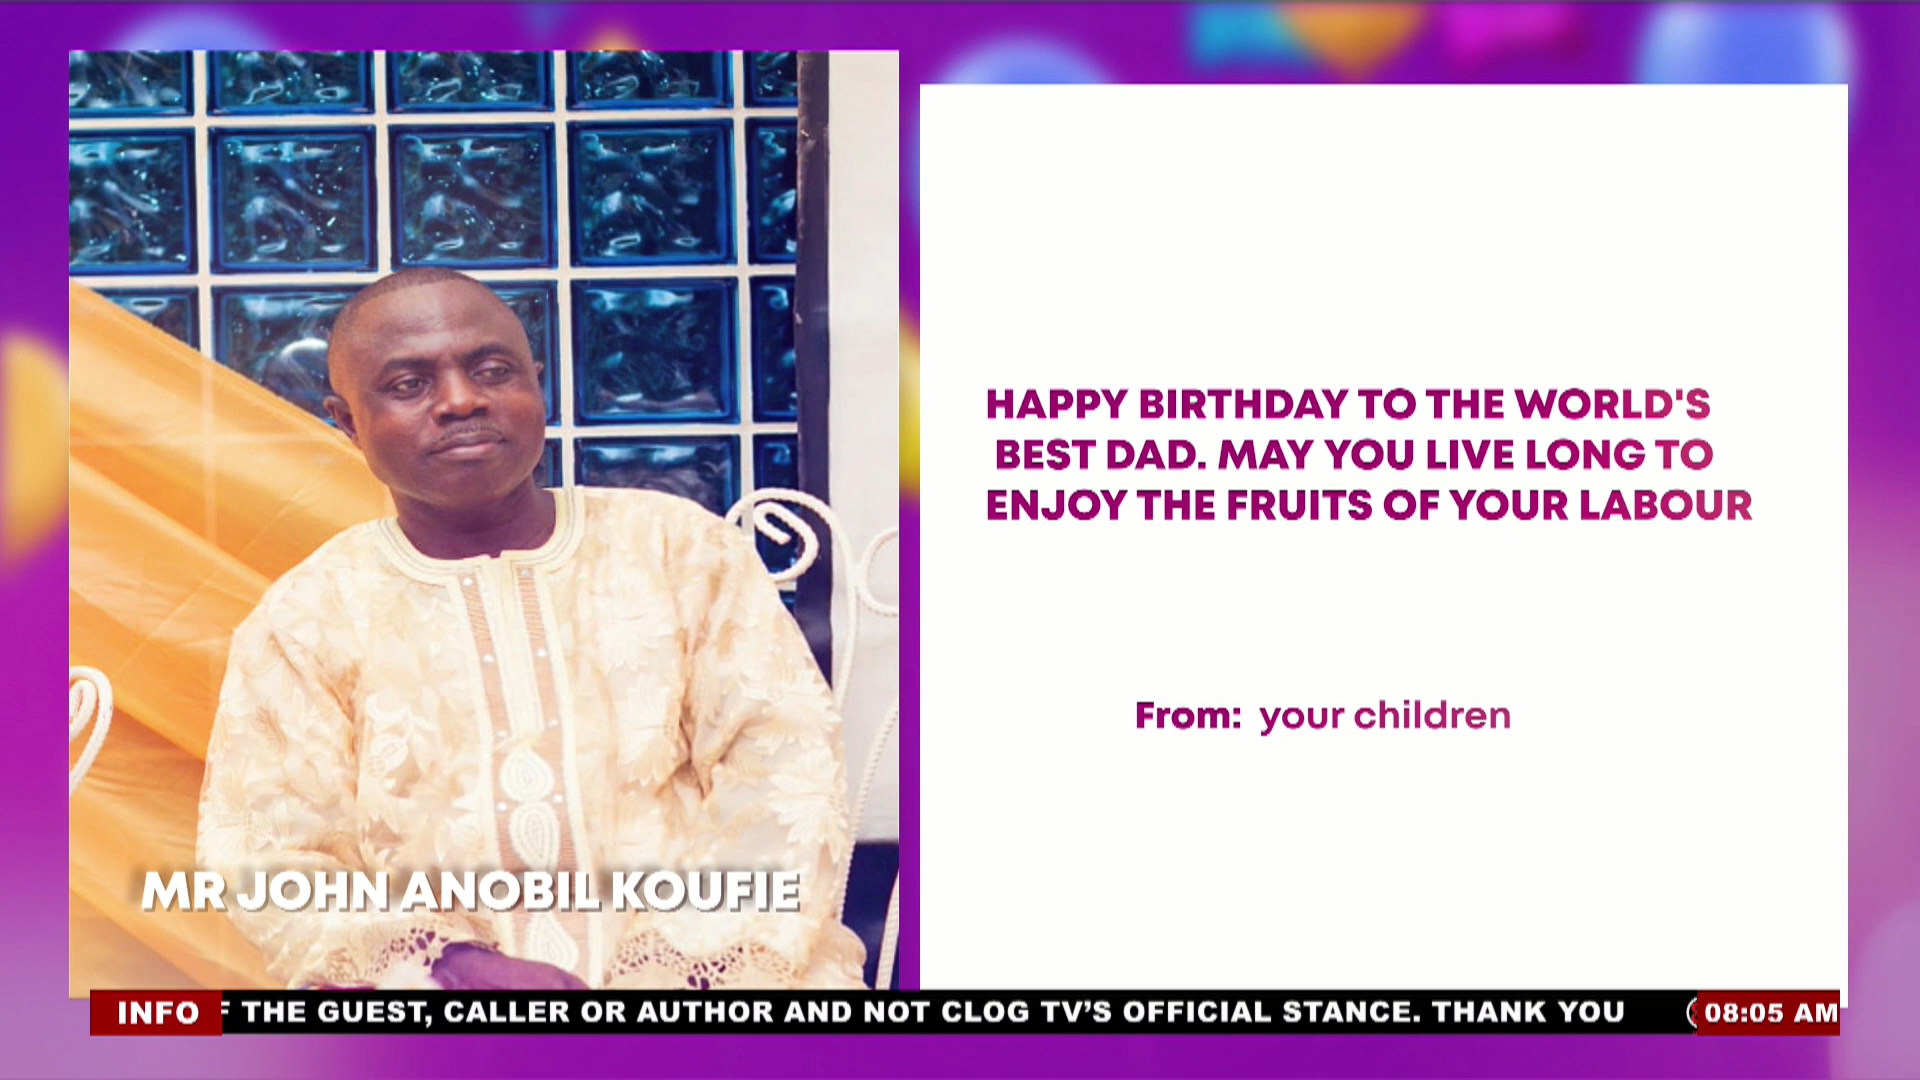 HAPPY BIRTHDAY TO THE WORLD'S
BEST DAD. MAY YOU LIVE LONG TO
ENJOY THE FRUITS OF YOUR LABOUR
From: your children
MR JOHN ANOBIL KOUFIE
INFO
THE GUEST, CALLER OR AUTHOR AND NOT CLOG TV'S OFFICIAL STANCE. THANK YOU
08:05 AM